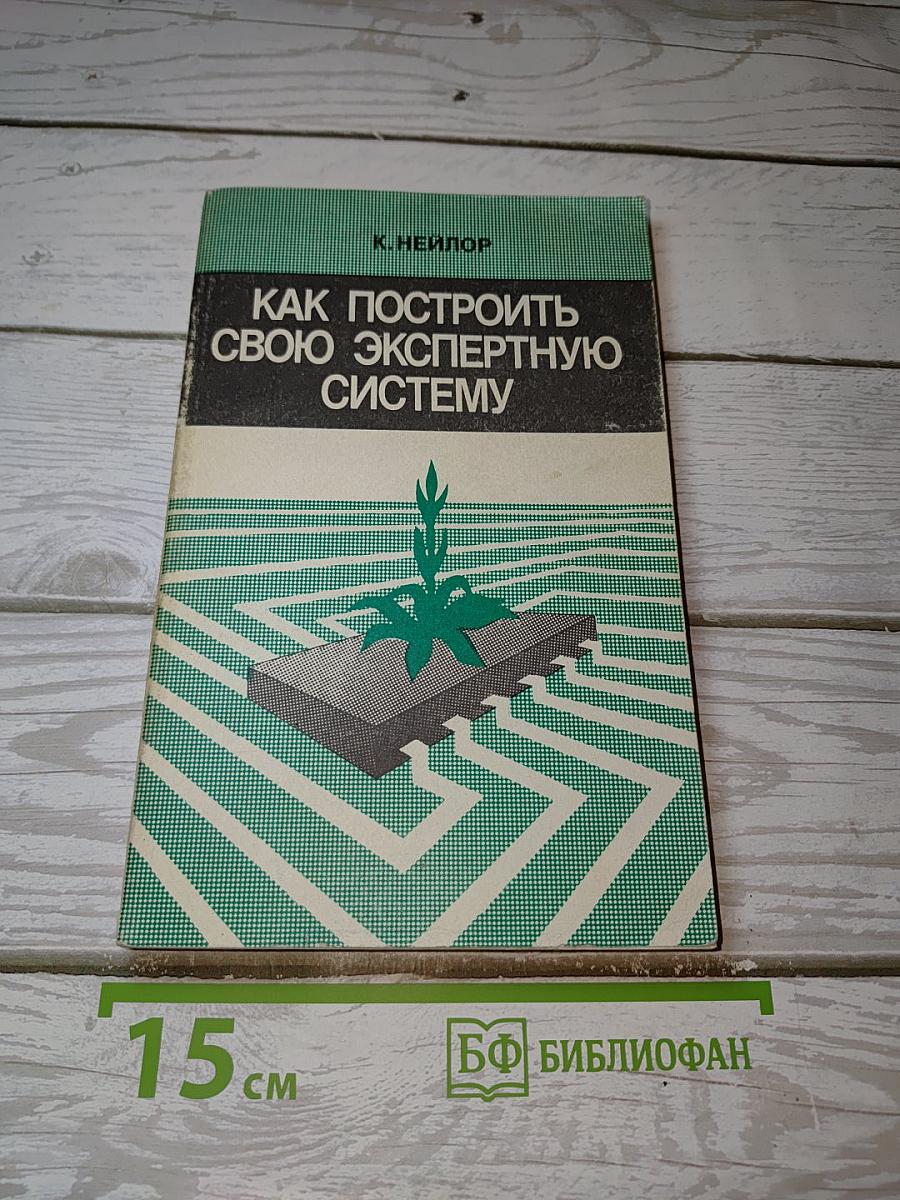 К. НЕЙЛОР
КАК ПОСТРОИТЬ
СВОЮ ЭКСПЕРТНУЮ
СИСТЕМУ
15 см
БФ БИБЛИОФАН